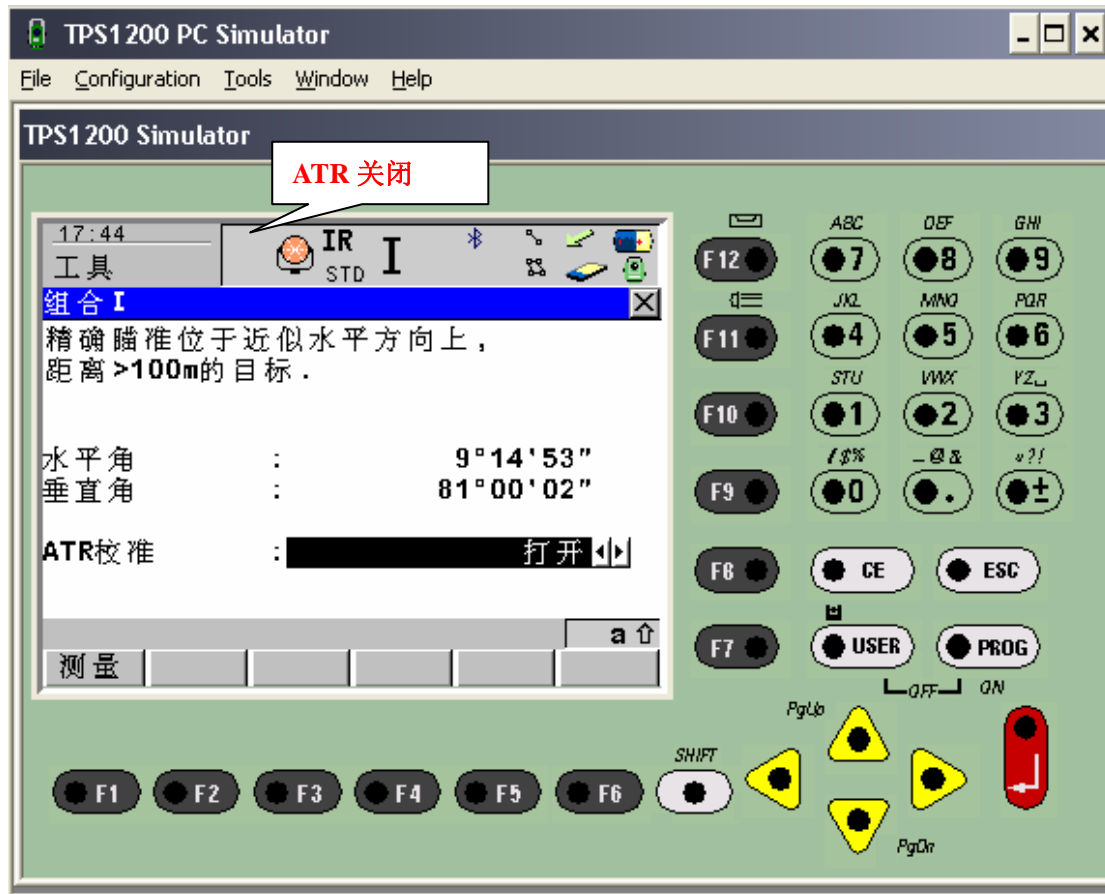 TPS1200 PC Simulator
File Configuration Tools Window Help
TPS1200 Simulator
ATR 关闭
17:44
工具
IR
STD
I
组合I
精确瞄准位于近似水平方向上，
距离>100m的目标.
水平角 : 9°14'53"
垂直角 : 81°00'02"
ATR校准 : 打开
a
测量
F12
F11
F10
F9
F8
F7
ABC DEF GHI
7 8 9
JKL MNO PQR
4 5 6
STU VWX YZ
1 2 3
/$% _@& *?!
0 . ±
CE ESC
USER PROG
OFF ON
PgUp
SHIFT
F1 F2 F3 F4 F5 F6
PgDn